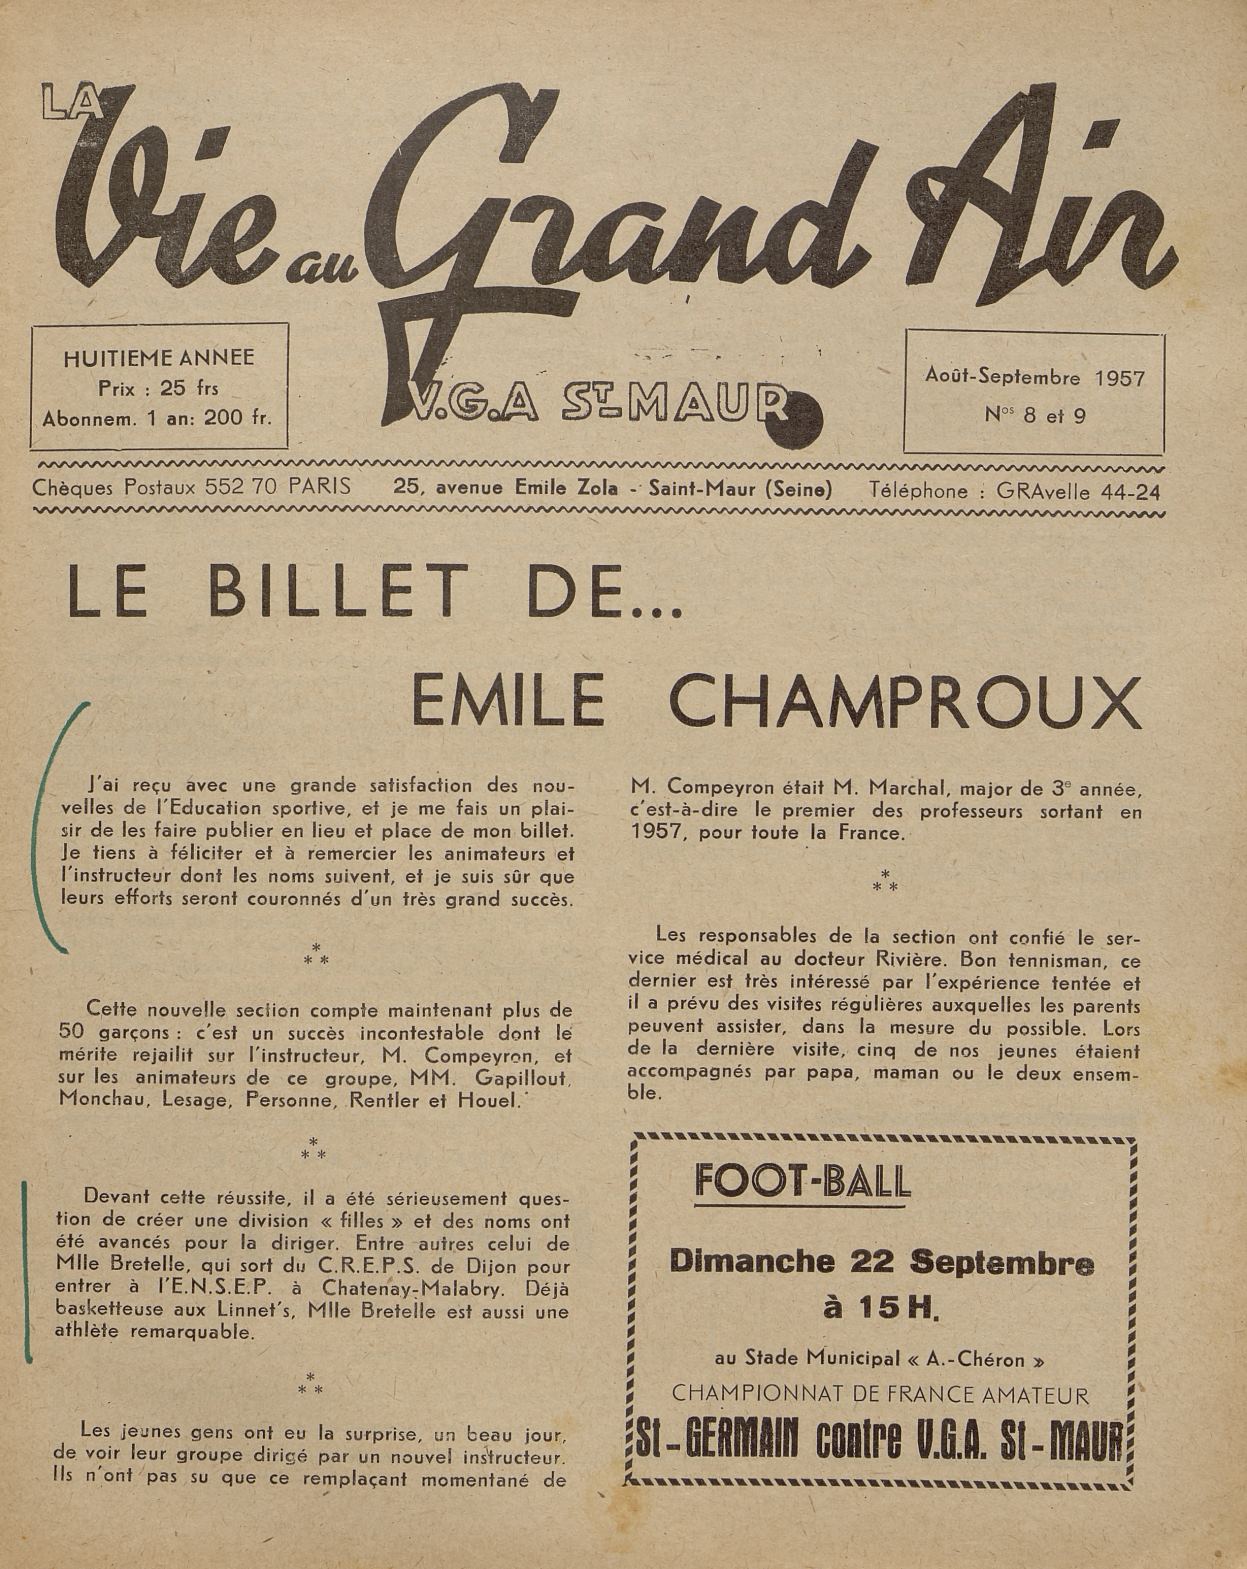 LA
Vie au Grand Air
V.G.A ST-MAUR
HUITIEME ANNEE
Prix : 25 frs
Abonnem. 1 an: 200 fr.
Août-Septembre 1957
Nos 8 et 9
Chèques Postaux 552 70 PARIS 25, avenue Emile Zola - Saint-Maur (Seine) Téléphone : GRAvelle 44-24
LE BILLET DE...
EMILE CHAMPROUX
J'ai reçu avec une grande satisfaction des nou-
velles de l'Education sportive, et je me fais un plai-
sir de les faire publier en lieu et place de mon billet.
Je tiens à féliciter et à remercier les animateurs et
l'instructeur dont les noms suivent, et je suis sûr que
leurs efforts seront couronnés d'un très grand succès.
*
* *
Cette nouvelle section compte maintenant plus de
50 garçons : c'est un succès incontestable dont le
mérite rejailit sur l'instructeur, M. Compeyron, et
sur les animateurs de ce groupe, MM. Gapillout,
Monchau, Lesage, Personne, Rentler et Houel.
*
* *
Devant cette réussite, il a été sérieusement ques-
tion de créer une division « filles » et des noms ont
été avancés pour la diriger. Entre autres celui de
Mlle Bretelle, qui sort du C.R.E.P.S. de Dijon pour
entrer à l'E.N.S.E.P. à Chatenay-Malabry. Déjà
basketteuse aux Linnet's, Mlle Bretelle est aussi une
athlète remarquable.
*
* *
Les jeunes gens ont eu la surprise, un beau jour,
de voir leur groupe dirigé par un nouvel instructeur.
Ils n'ont pas su que ce remplaçant momentané de
M. Compeyron était M. Marchal, major de 3e année,
c'est-à-dire le premier des professeurs sortant en
1957, pour toute la France.
*
* *
Les responsables de la section ont confié le ser-
vice médical au docteur Rivière. Bon tennisman, ce
dernier est très intéressé par l'expérience tentée et
il a prévu des visites régulières auxquelles les parents
peuvent assister, dans la mesure du possible. Lors
de la dernière visite, cinq de nos jeunes étaient
accompagnés par papa, maman ou le deux ensem-
ble.
FOOT-BALL
Dimanche 22 Septembre
à 15 H.
au Stade Municipal « A.-Chéron »
CHAMPIONNAT DE FRANCE AMATEUR
St-GERMAIN contre V.G.A. St-MAUR